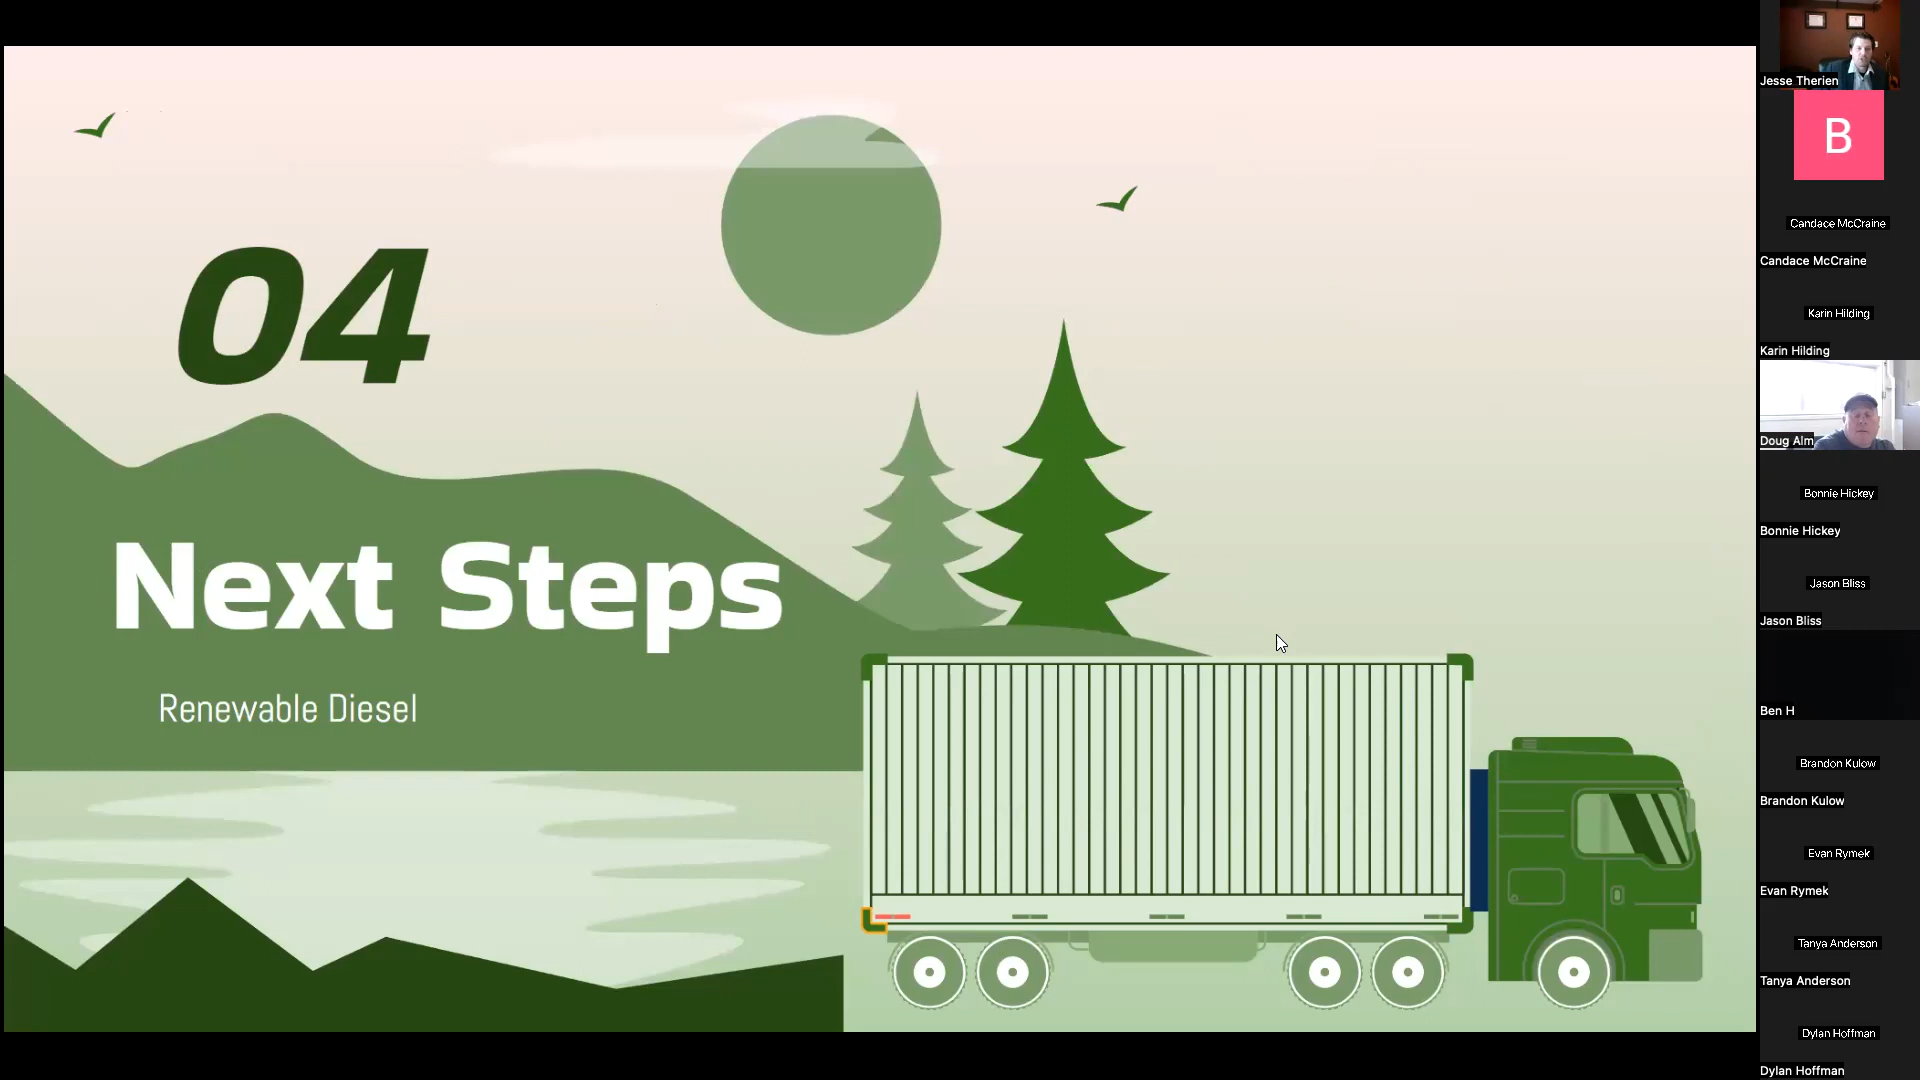 04
Next Steps
Renewable Diesel
Jesse Therien
B
Candace McCraine
Candace McCraine
Karin Hilding
Karin Hilding
Doug Alm
Bonnie Hickey
Bonnie Hickey
Jason Bliss
Jason Bliss
Ben H
Brandon Kulow
Brandon Kulow
Evan Rymek
Evan Rymek
Tanya Anderson
Tanya Anderson
Dylan Hoffman
Dylan Hoffman